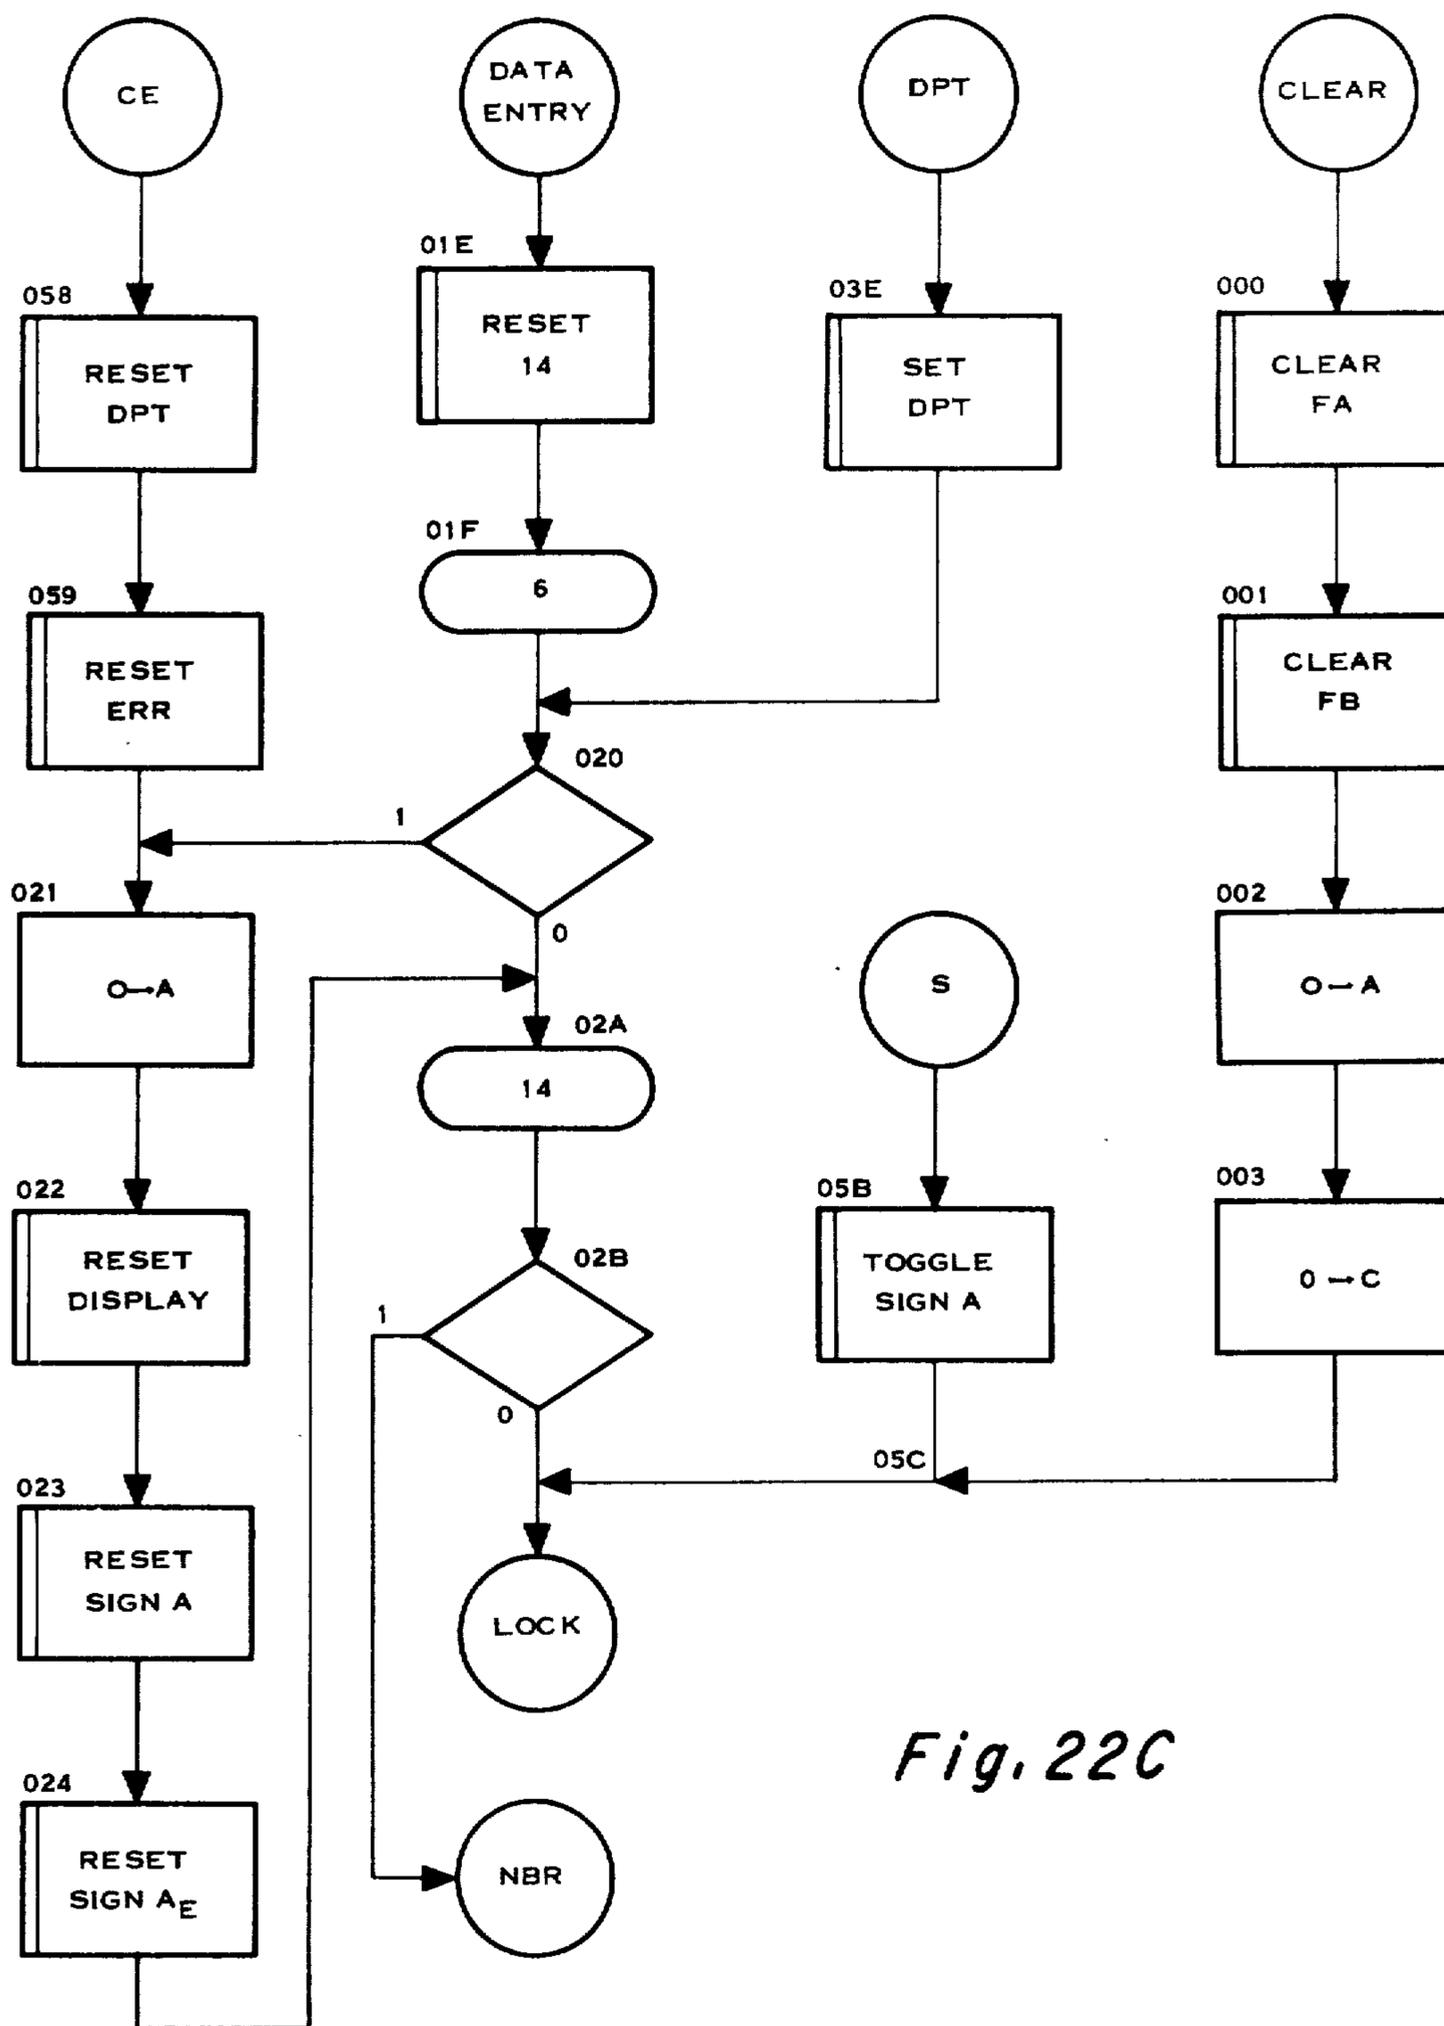 CE
DATA
ENTRY
DPT
CLEAR
058
RESET
DPT
01E
RESET
14
03E
SET
DPT
000
CLEAR
FA
01F
6
059
RESET
ERR
001
CLEAR
FB
020
1
0
021
O→A
02A
14
S
002
O→A
022
RESET
DISPLAY
02B
1
0
05B
TOGGLE
SIGN A
003
0→C
05C
023
RESET
SIGN A
LOCK
024
RESET
SIGN AE
NBR
Fig. 22C